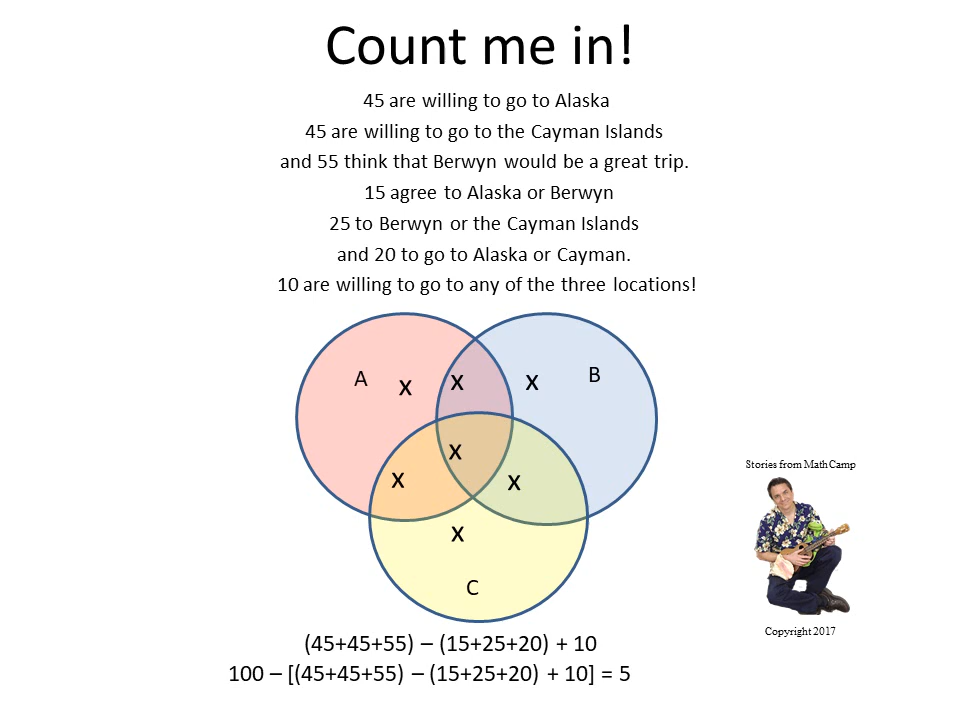 Count me in!
45 are willing to go to Alaska
45 are willing to go to the Cayman Islands
and 55 think that Berwyn would be a great trip.
15 agree to Alaska or Berwyn
25 to Berwyn or the Cayman Islands
and 20 to go to Alaska or Cayman.
10 are willing to go to any of the three locations!
A x x x B
x
x x
x
C
Stories from Math Camp
Copyright 2017
(45+45+55) – (15+25+20) + 10
100 – [(45+45+55) – (15+25+20) + 10] = 5